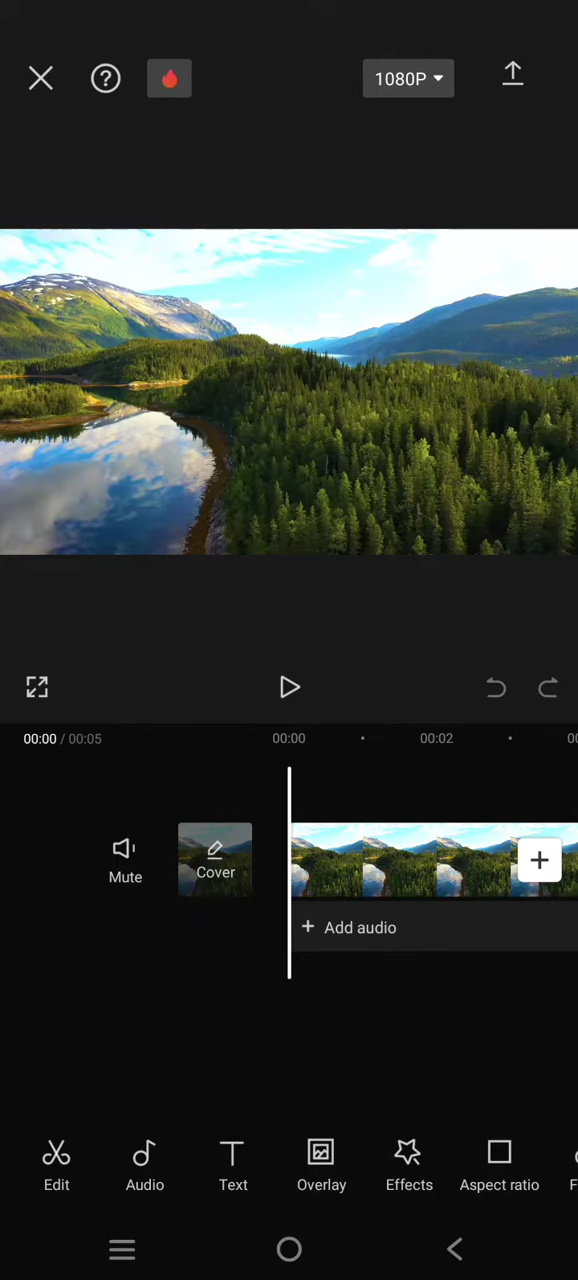 1080P
00:00 / 00:05
00:00
00:02
Mute
Cover
+ Add audio
Edit
Audio
Text
Overlay
Effects
Aspect ratio